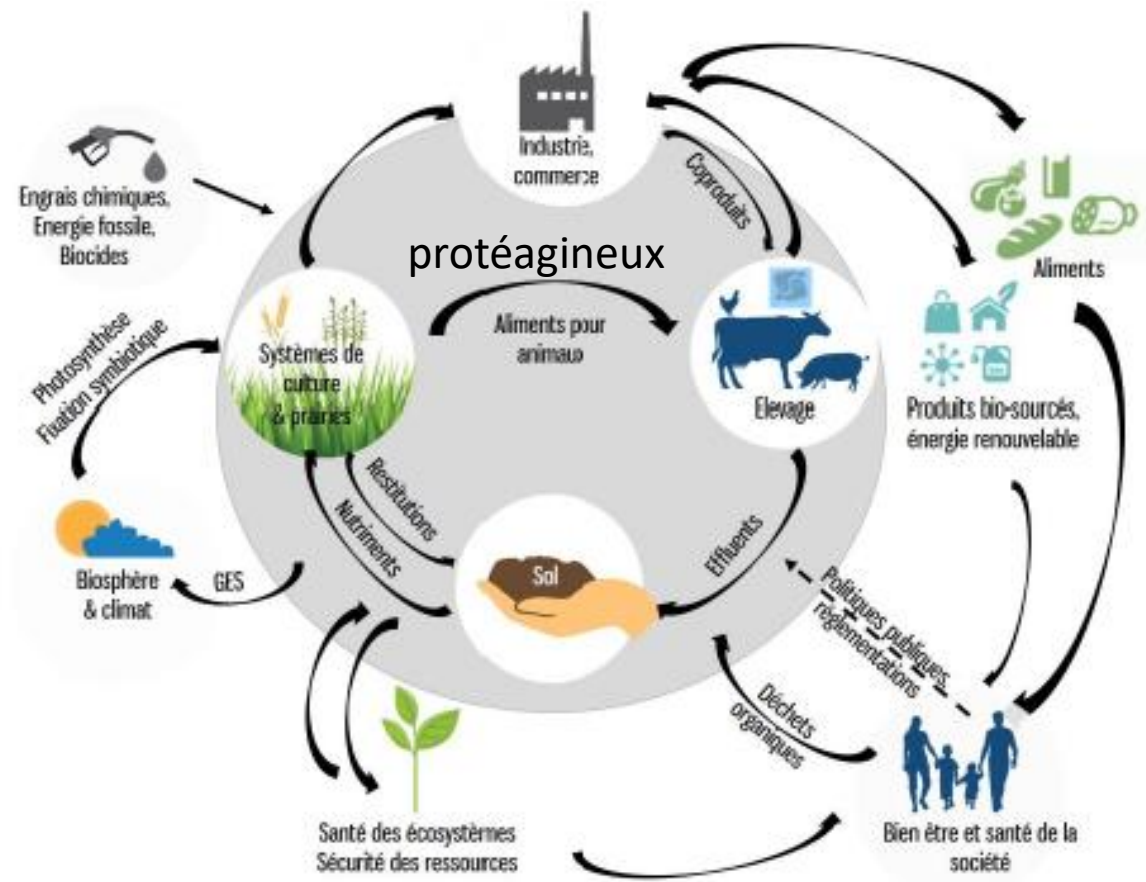 Industrie,
commerce
Coproduits
Engrais chimiques,
Energie fossile,
Biocides
protéagineux
Aliments
Aliments pour
animaux
Systèmes de
culture
& prairies
Elevage
Produits bio-sourcés,
énergie renouvelable
Photosynthèse
Fixation symbiotique
Restitutions
Nutriments
Effluents
Sol
Biosphère
& climat
GES
Politiques publiques,
réglementations
Déchets
organiques
Santé des écosystèmes
Sécurité des ressources
Bien être et santé de la
société